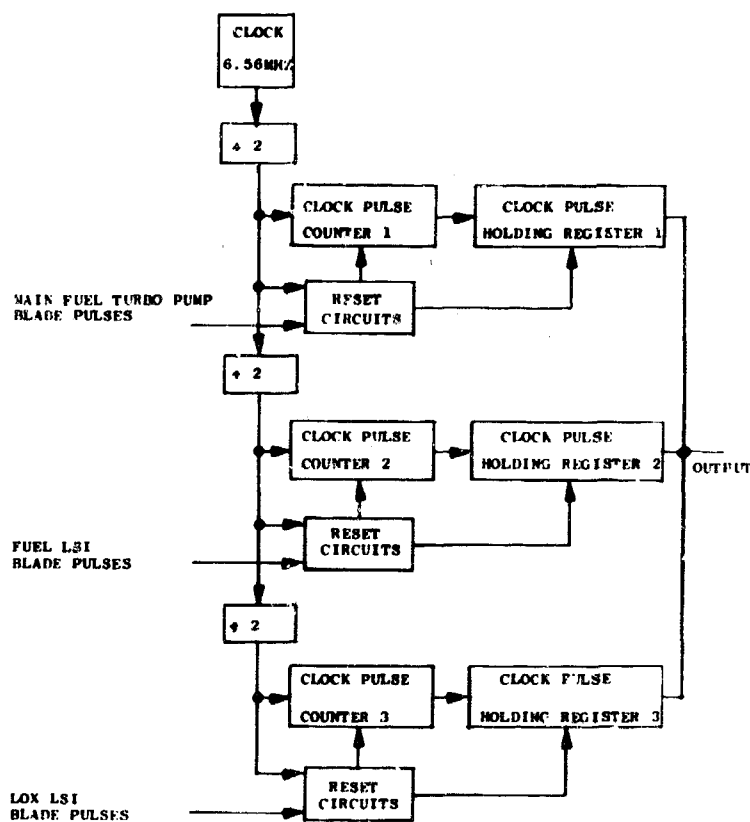 CLOCK
6.56MHZ
÷ 2
CLOCK PULSE
COUNTER 1
CLOCK PULSE
HOLDING REGISTER 1
MAIN FUEL TURBO PUMP
BLADE PULSES
RESET
CIRCUITS
÷ 2
CLOCK PULSE
COUNTER 2
CLOCK PULSE
HOLDING REGISTER 2
OUTPUT
FUEL LSI
BLADE PULSES
RESET
CIRCUITS
÷ 2
CLOCK PULSE
COUNTER 3
CLOCK PULSE
HOLDING REGISTER 3
LOX LSI
BLADE PULSES
RESET
CIRCUITS